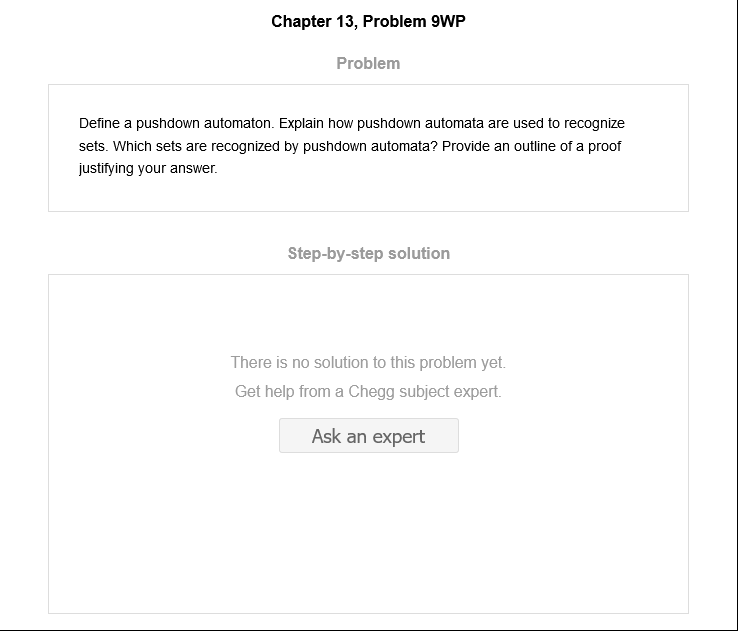 Chapter 13, Problem 9WP
Problem
Define a pushdown automaton. Explain how pushdown automata are used to recognize
sets. Which sets are recognized by pushdown automata? Provide an outline of a proof
justifying your answer.
Step-by-step solution
There is no solution to this problem yet.
Get help from a Chegg subject expert.
Ask an expert